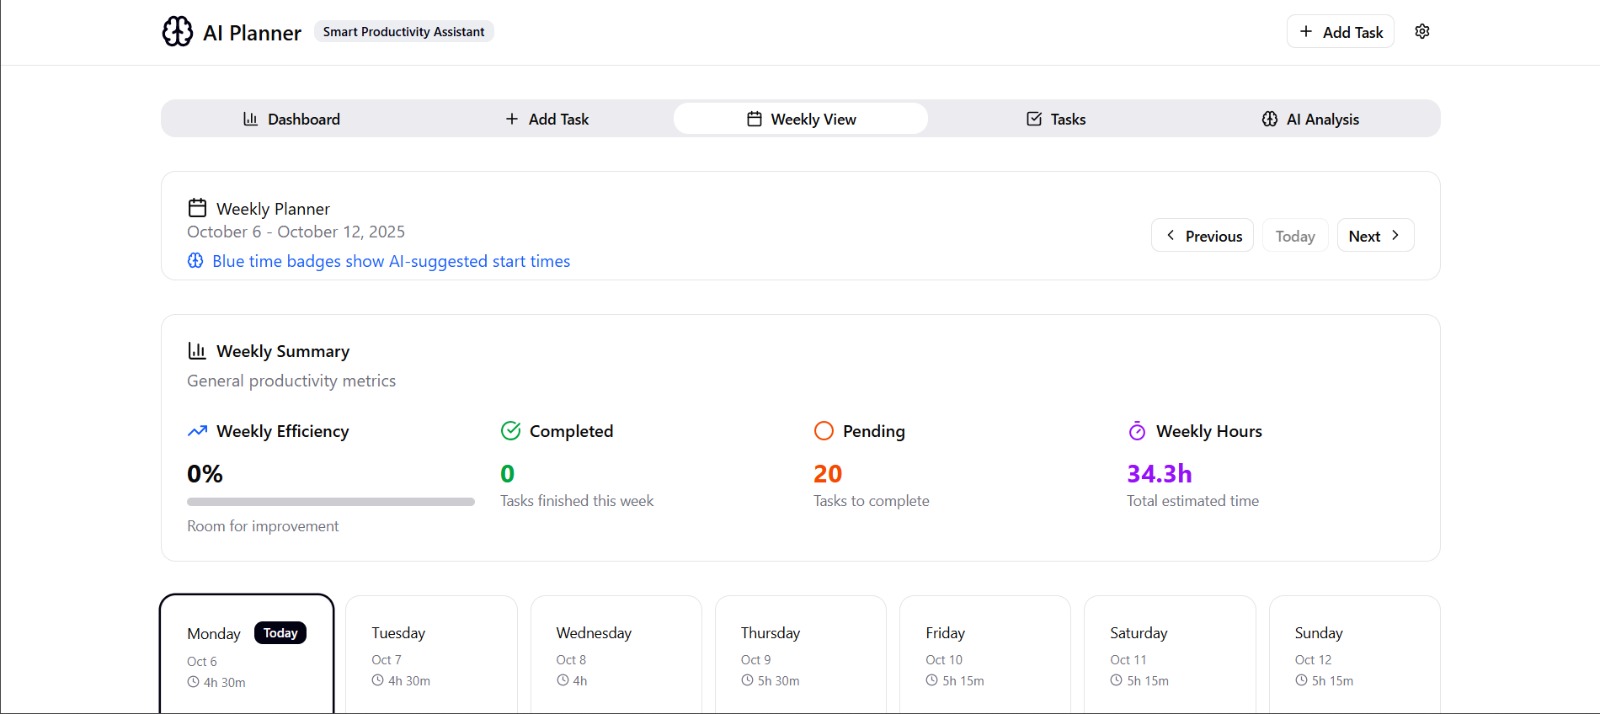 AI Planner
Smart Productivity Assistant
Add Task
Dashboard
Add Task
Weekly View
Tasks
AI Analysis
Weekly Planner
October 6 - October 12, 2025
Blue time badges show AI-suggested start times
Previous
Today
Next
Weekly Summary
General productivity metrics
Weekly Efficiency
0%
Room for improvement
Completed
0
Tasks finished this week
Pending
20
Tasks to complete
Weekly Hours
34.3h
Total estimated time
Monday
Today
Oct 6
4h 30m
Tuesday
Oct 7
4h 30m
Wednesday
Oct 8
4h
Thursday
Oct 9
5h 30m
Friday
Oct 10
5h 15m
Saturday
Oct 11
5h 15m
Sunday
Oct 12
5h 15m